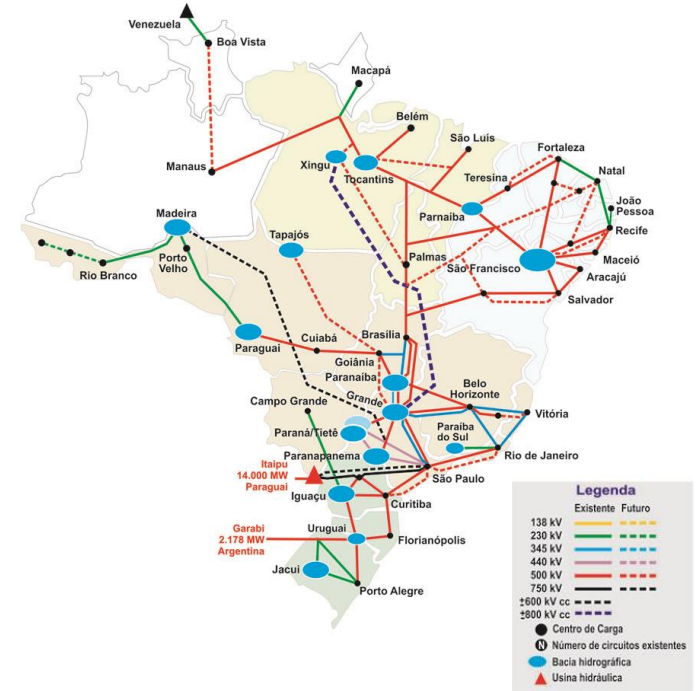 Venezuela
Boa Vista
Macapá
Belém
São Luís
Fortaleza
Manaus
Xingu
Tocantins
Teresina
Natal
Parnaíba
João
Pessoa
Recife
Madeira
Tapajós
Palmas
São Francisco
Maceió
Aracajú
Rio Branco
Porto
Velho
Salvador
Paraguai
Cuiabá
Brasília
Goiânia
Paranaíba
Campo Grande
Grande
Belo
Horizonte
Vitória
Paraná/Tietê
Paraíba
do Sul
Paranapanema
Rio de Janeiro
Itaipu
14.000 MW
Paraguai
São Paulo
Iguaçu
Curitiba
Garabi
2.178 MW
Argentina
Uruguai
Florianópolis
Jacui
Porto Alegre
Legenda
Existente Futuro
138 kV
230 kV
345 kV
440 kV
500 kV
750 kV
±600 kV cc
±800 kV cc
Centro de Carga
N Número de circuitos existentes
Bacia hidrográfica
Usina hidráulica